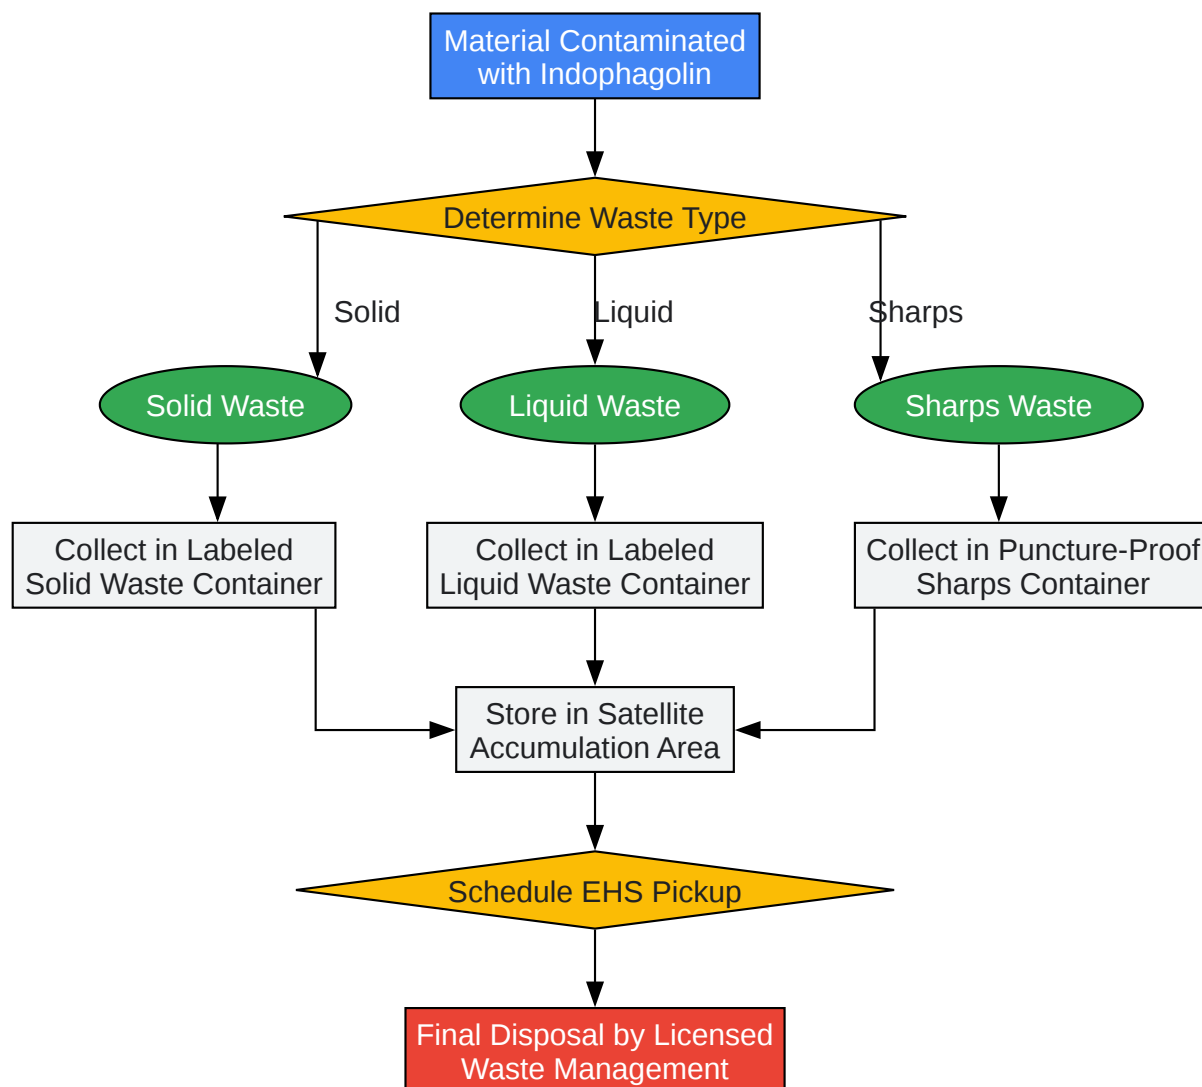 Material Contaminated
with Indophagolin
Determine Waste Type
Solid
Liquid
Sharps
Solid Waste
Liquid Waste
Sharps Waste
Collect in Labeled
Solid Waste Container
Collect in Labeled
Liquid Waste Container
Collect in Puncture-Proof
Sharps Container
Store in Satellite
Accumulation Area
Schedule EHS Pickup
Final Disposal by Licensed
Waste Management